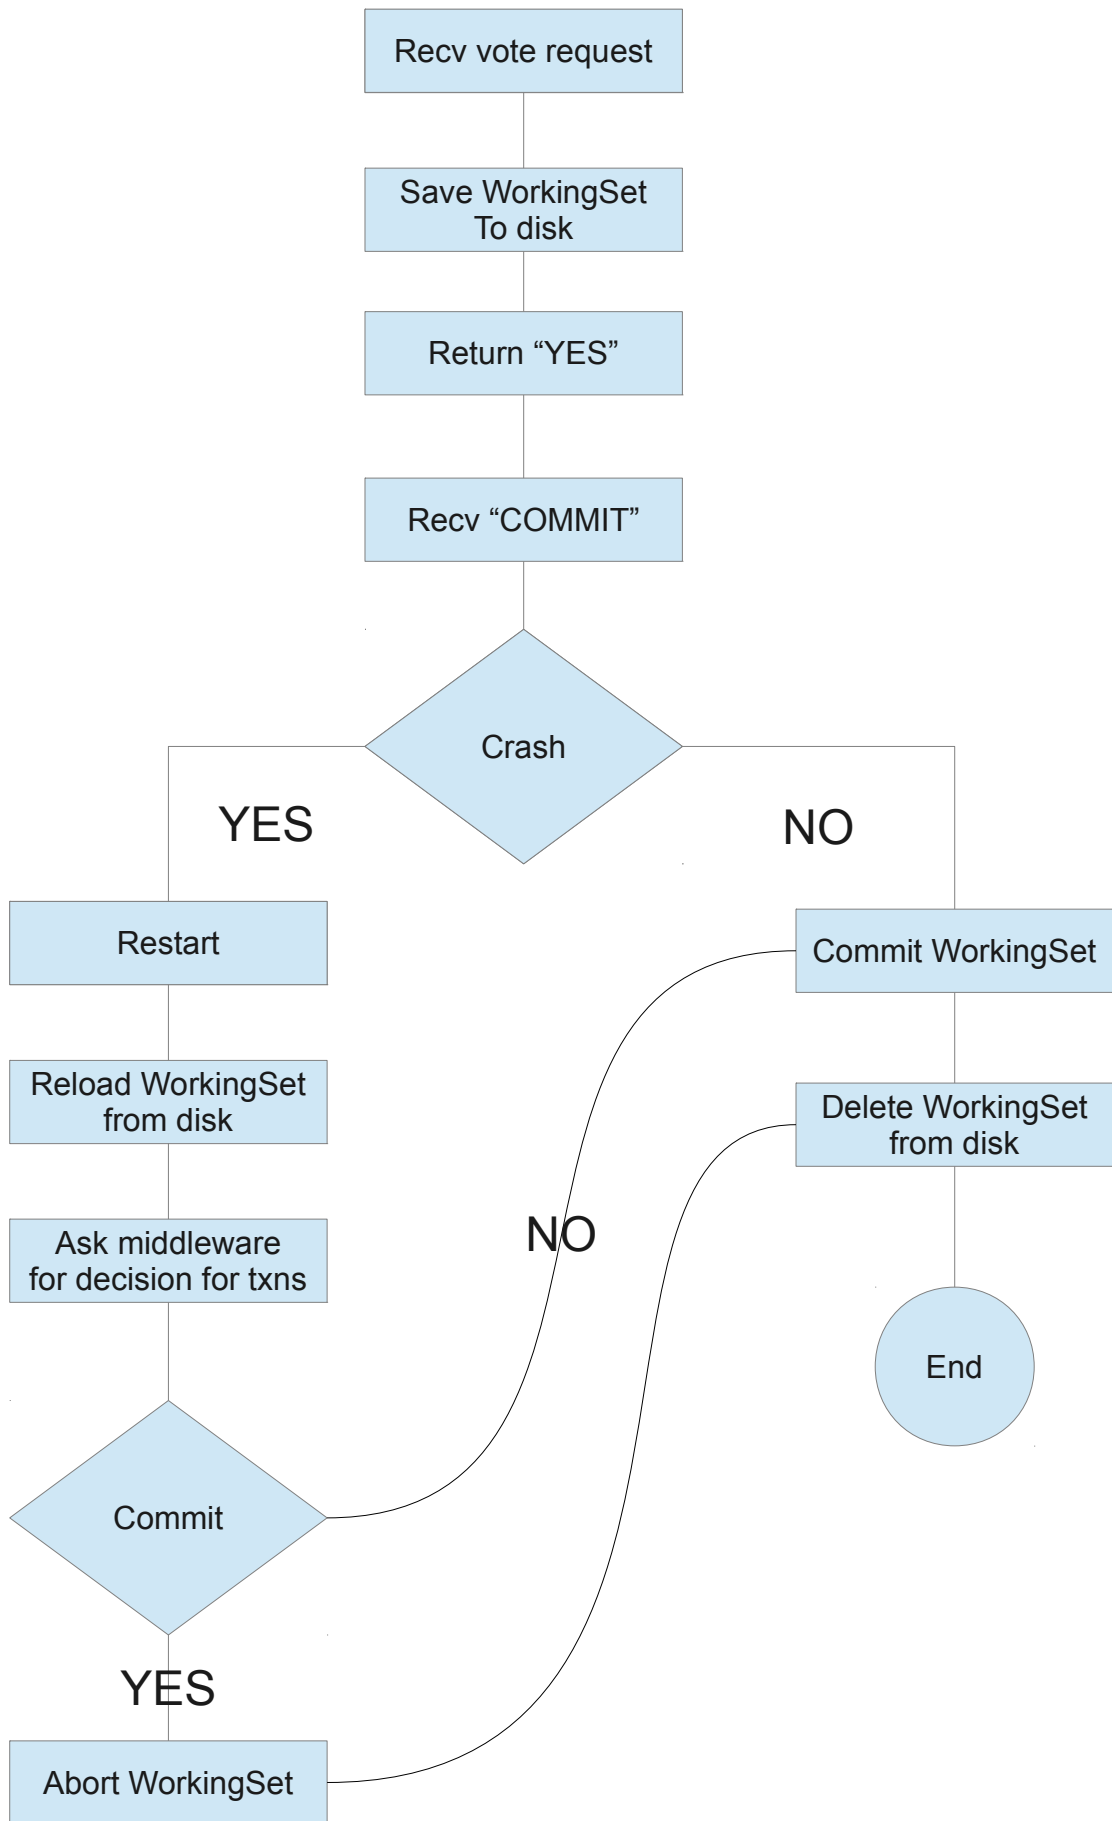 Recv vote request
Save WorkingSet
To disk
Return “YES”
Recv “COMMIT”
Crash
YES
NO
Restart
Commit WorkingSet
Reload WorkingSet
from disk
Delete WorkingSet
from disk
Ask middleware
for decision for txns
NO
End
Commit
YES
Abort WorkingSet